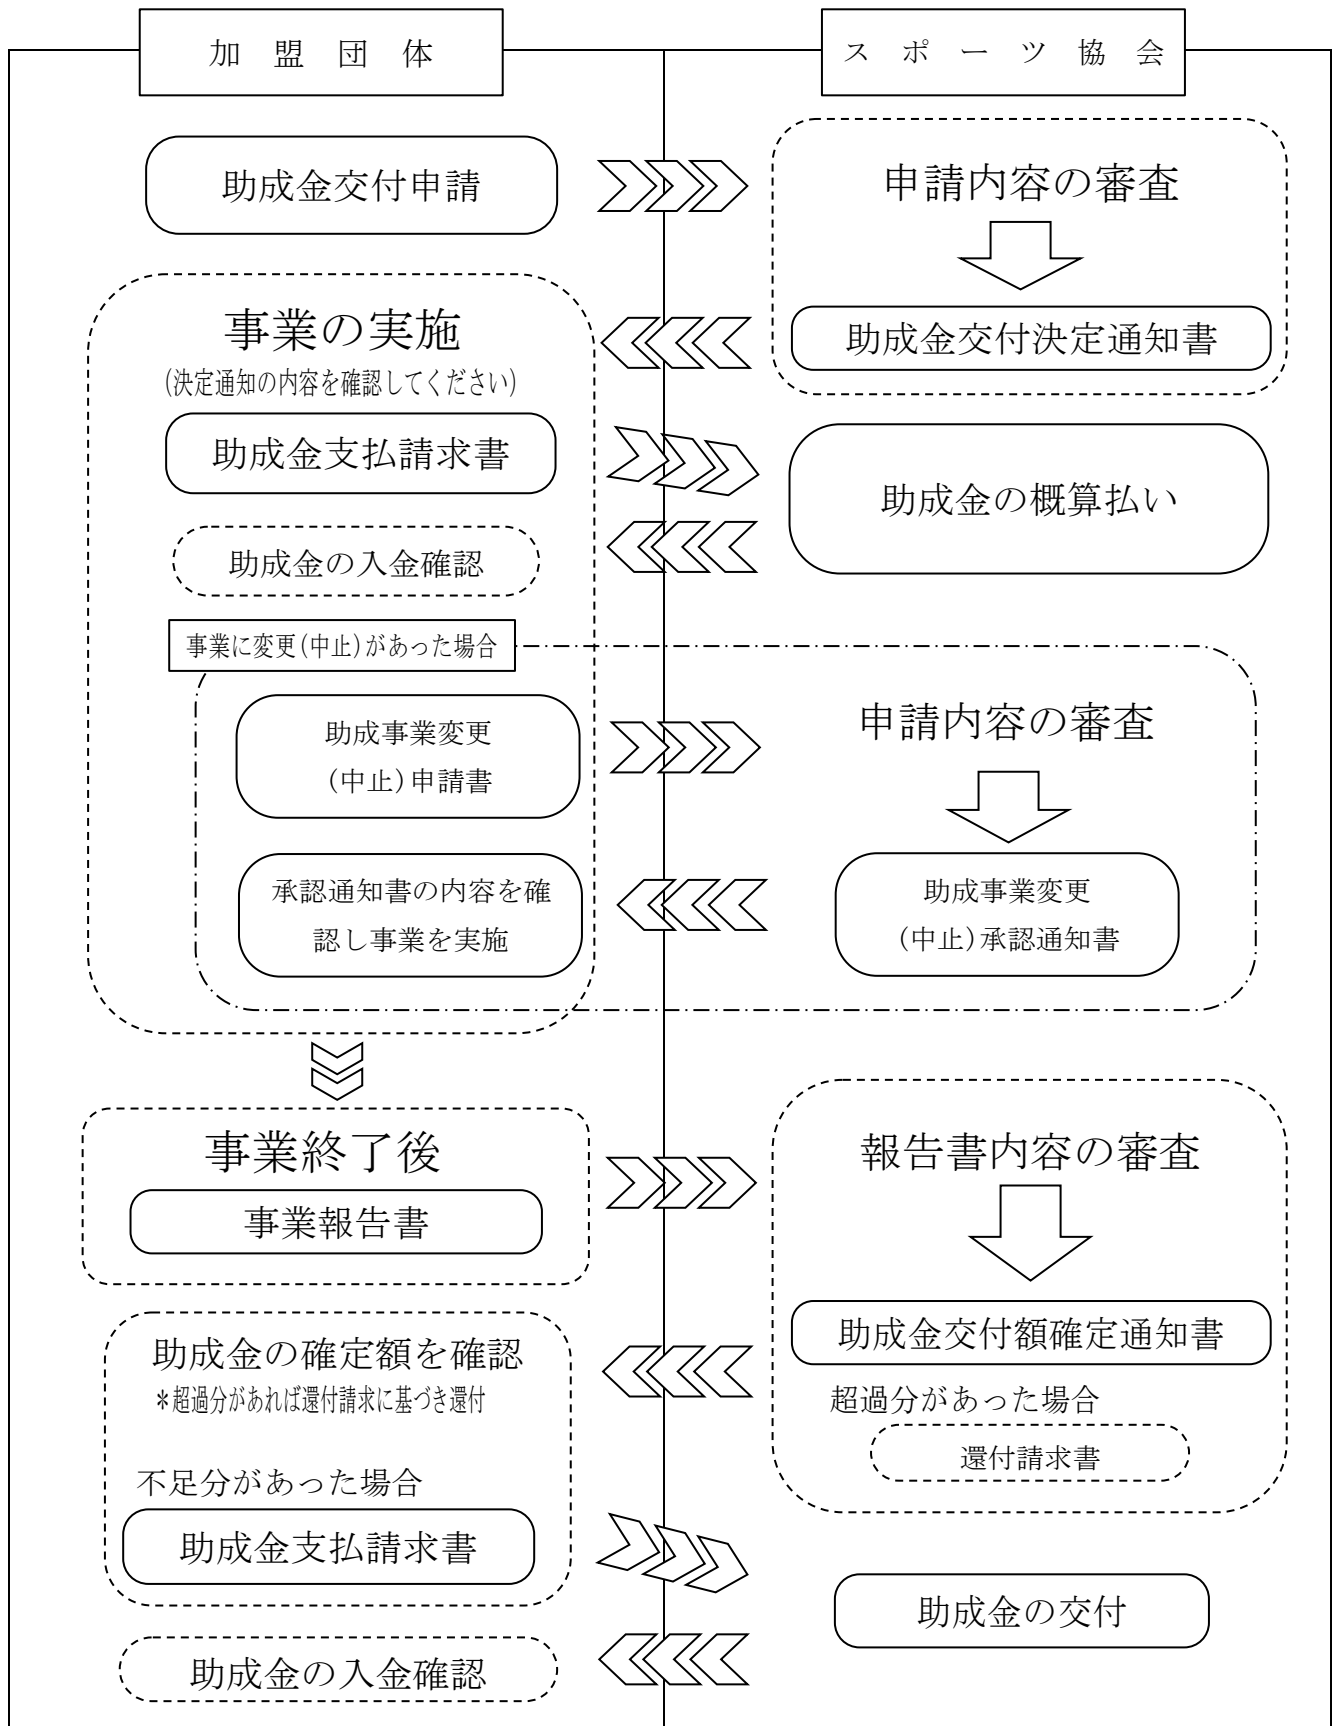 加盟団体
スポーツ協会
助成金交付申請
申請内容の審査
助成金交付決定通知書
事業の実施
(決定通知の内容を確認してください)
助成金支払請求書
助成金の概算払い
助成金の入金確認
事業に変更(中止)があった場合
助成事業変更
(中止)申請書
申請内容の審査
承認通知書の内容を確
認し事業を実施
助成事業変更
(中止)承認通知書
事業終了後
事業報告書
報告書内容の審査
助成金交付額確定通知書
超過分があった場合
還付請求書
助成金の確定額を確認
*超過分があれば還付請求に基づき還付
不足分があった場合
助成金支払請求書
助成金の交付
助成金の入金確認